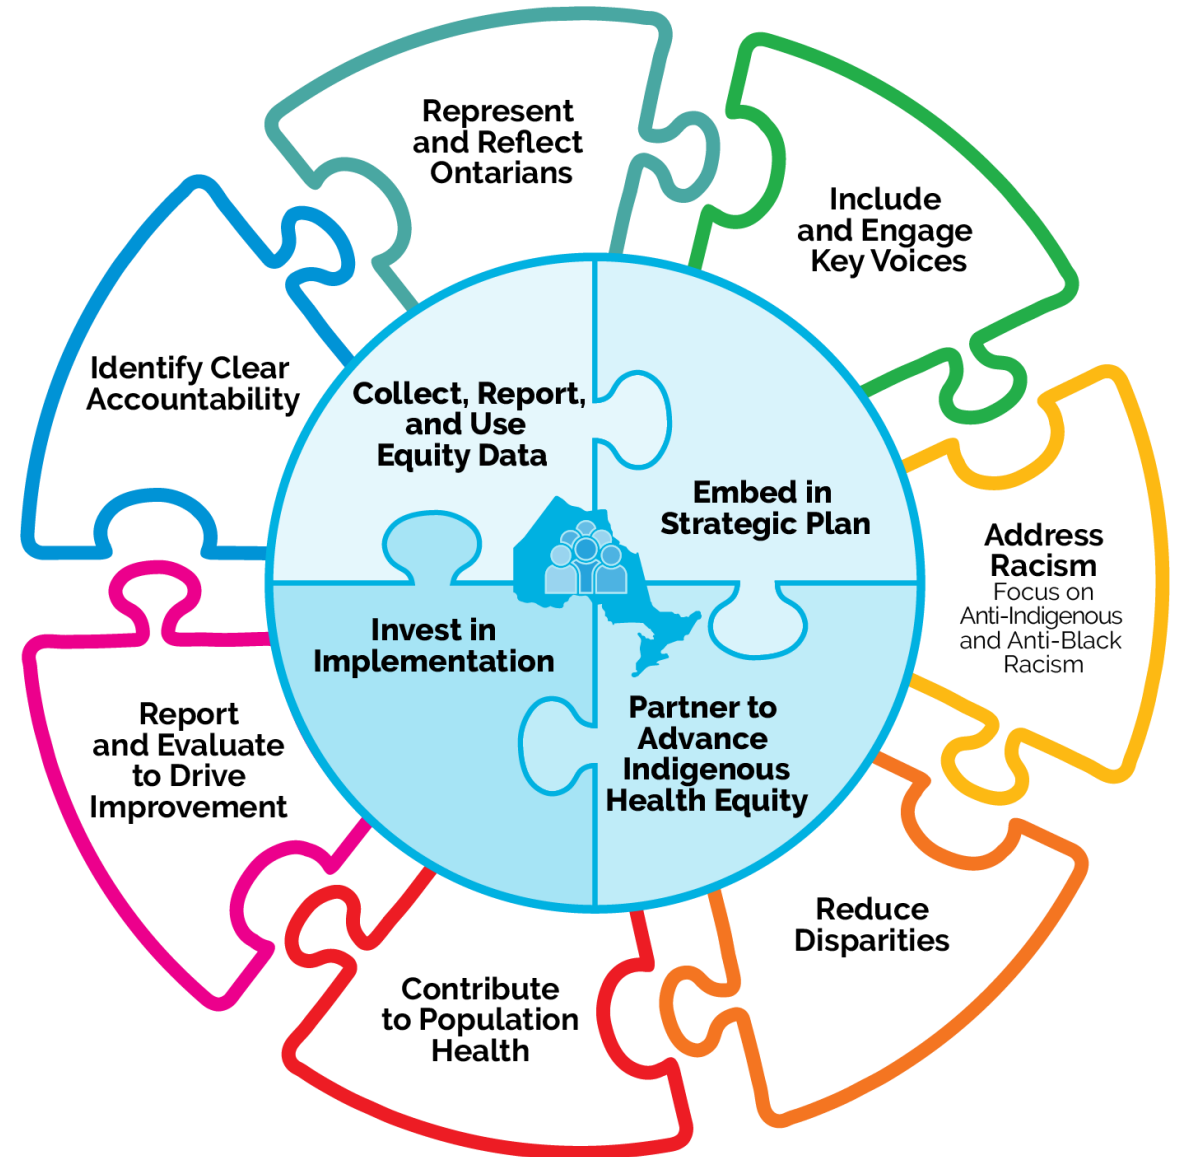 Represent
and Reflect
Ontarians
Include
and Engage
Key Voices
Identify Clear
Accountability
Collect, Report,
and Use
Equity Data
Embed in
Strategic Plan
Address
Racism
Focus on
Anti-Indigenous
and Anti-Black
Racism
Invest in
Implementation
Partner to
Advance
Indigenous
Health Equity
Report
and Evaluate
to Drive
Improvement
Reduce
Disparities
Contribute
to Population
Health